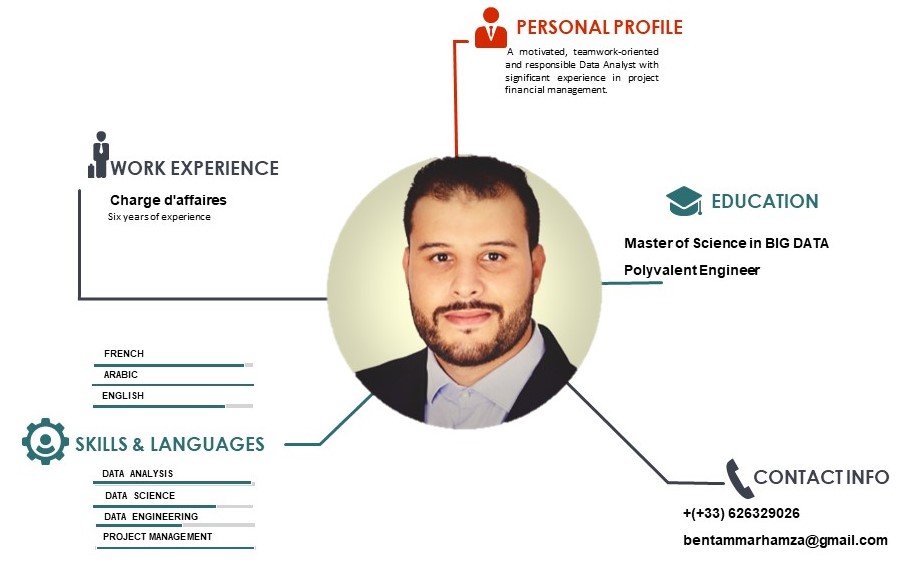 PERSONAL PROFILE
A motivated, teamwork-oriented
and responsible Data Analyst with
significant experience in project
financial management.
WORK EXPERIENCE
Charge d'affaires
Six years of experience
EDUCATION
Master of Science in BIG DATA
Polyvalent Engineer
FRENCH
ARABIC
ENGLISH
SKILLS & LANGUAGES
DATA ANALYSIS
DATA SCIENCE
DATA ENGINEERING
PROJECT MANAGEMENT
CONTACT INFO
+(+33) 626329026
bentammarhamza@gmail.com